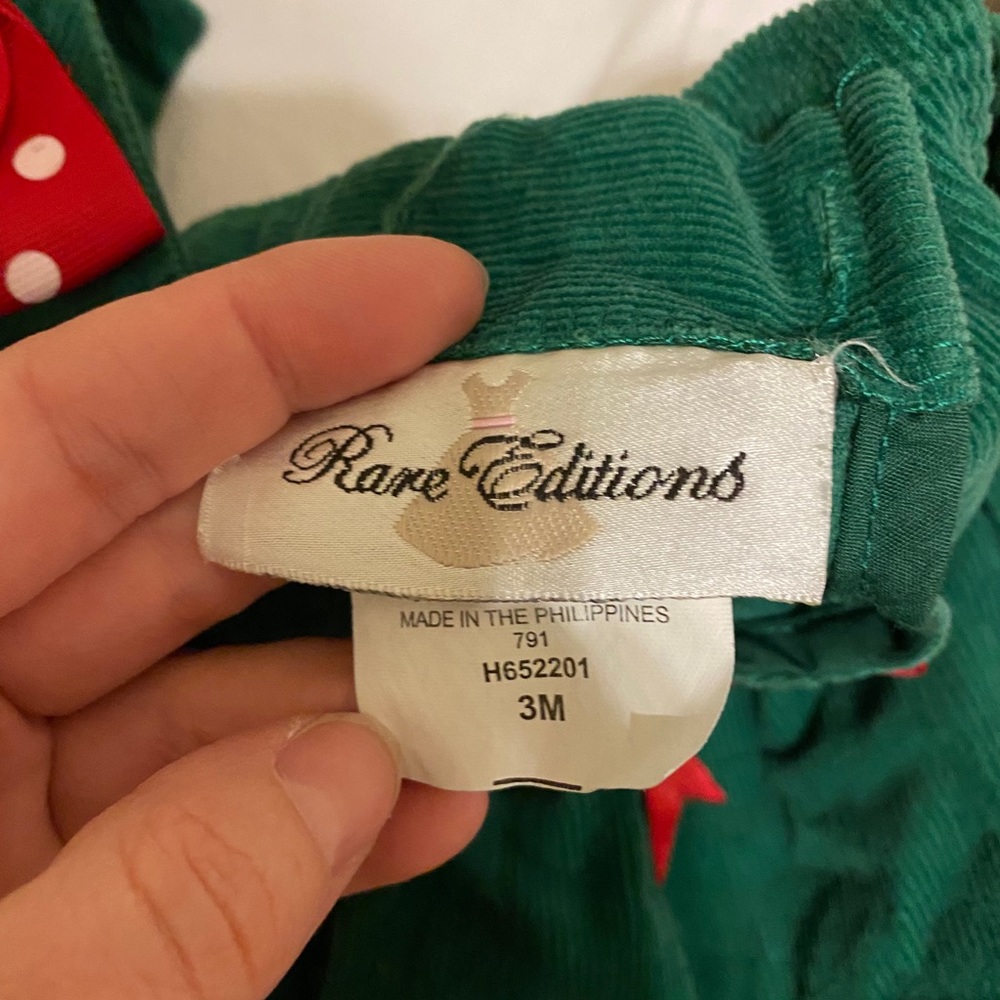 Rare Editions
MADE IN THE PHILIPPINES
791
H652201
3M